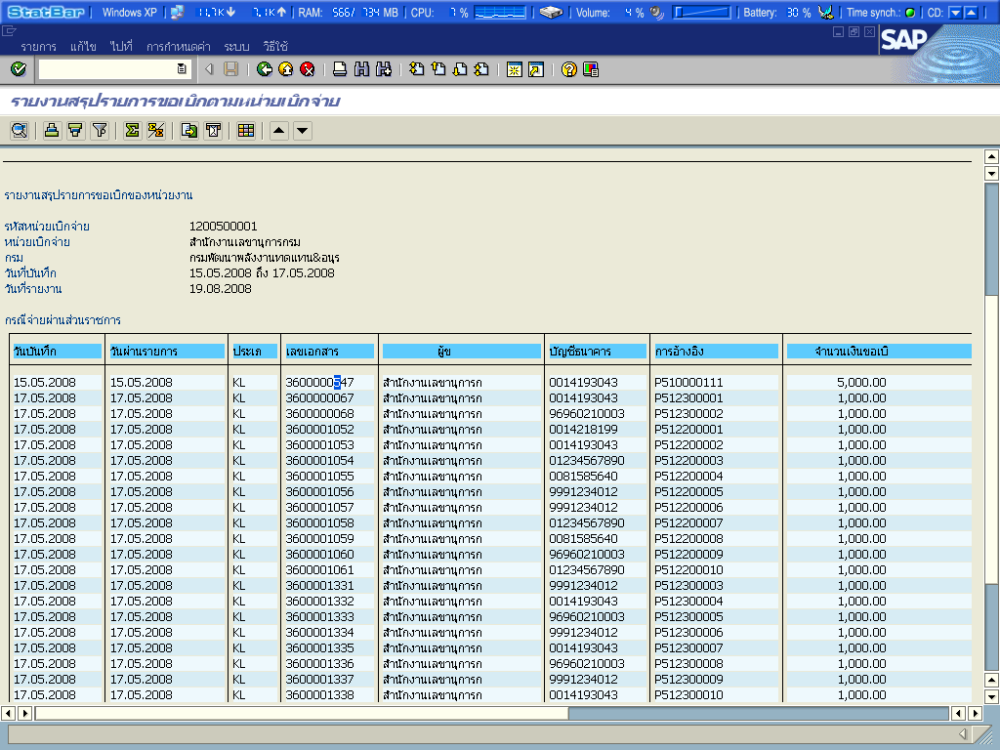 StatBar Windows XP 11.7K 7.1K RAM: 566/ 734 MB CPU: 7 % Volume: 4 % Battery: 30 % Time synch.: CD:
รายการ แก้ไข ไปที่ การกำหนดค่า ระบบ วิธีใช้
SAP
รายงานสรุปรายการขอเบิกตามหน่วยเบิกจ่าย
รายงานสรุปรายการขอเบิกของหน่วยงาน
รหัสหน่วยเบิกจ่าย 1200500001
หน่วยเบิกจ่าย สำนักงานเลขานุการกรม
กรม กรมพัฒนาพลังงานทดแทน&อนุร
วันที่บันทึก 15.05.2008 ถึง 17.05.2008
วันที่รายงาน 19.08.2008
กรณีจ่ายผ่านส่วนราชการ
วันบันทึก วันผ่านรายการ ประเภ เลขเอกสาร ผู้ข บัญชีธนาคาร การอ้างอิง จำนวนเงินขอเบิ
15.05.2008 15.05.2008 KL 3600000547 สำนักงานเลขานุการก 0014193043 P510000111 5,000.00
17.05.2008 17.05.2008 KL 3600000067 สำนักงานเลขานุการก 0014193043 P512300001 1,000.00
17.05.2008 17.05.2008 KL 3600000068 สำนักงานเลขานุการก 96960210003 P512300002 1,000.00
17.05.2008 17.05.2008 KL 3600001052 สำนักงานเลขานุการก 0014218199 P512200001 1,000.00
17.05.2008 17.05.2008 KL 3600001053 สำนักงานเลขานุการก 0014193043 P512200002 1,000.00
17.05.2008 17.05.2008 KL 3600001054 สำนักงานเลขานุการก 01234567890 P512200003 1,000.00
17.05.2008 17.05.2008 KL 3600001055 สำนักงานเลขานุการก 0081585640 P512200004 1,000.00
17.05.2008 17.05.2008 KL 3600001056 สำนักงานเลขานุการก 9991234012 P512200005 1,000.00
17.05.2008 17.05.2008 KL 3600001057 สำนักงานเลขานุการก 9991234012 P512200006 1,000.00
17.05.2008 17.05.2008 KL 3600001058 สำนักงานเลขานุการก 01234567890 P512200007 1,000.00
17.05.2008 17.05.2008 KL 3600001059 สำนักงานเลขานุการก 0081585640 P512200008 1,000.00
17.05.2008 17.05.2008 KL 3600001060 สำนักงานเลขานุการก 96960210003 P512200009 1,000.00
17.05.2008 17.05.2008 KL 3600001061 สำนักงานเลขานุการก 01234567890 P512200010 1,000.00
17.05.2008 17.05.2008 KL 3600001331 สำนักงานเลขานุการก 9991234012 P512300003 1,000.00
17.05.2008 17.05.2008 KL 3600001332 สำนักงานเลขานุการก 0014193043 P512300004 1,000.00
17.05.2008 17.05.2008 KL 3600001333 สำนักงานเลขานุการก 96960210003 P512300005 1,000.00
17.05.2008 17.05.2008 KL 3600001334 สำนักงานเลขานุการก 9991234012 P512300006 1,000.00
17.05.2008 17.05.2008 KL 3600001335 สำนักงานเลขานุการก 0014193043 P512300007 1,000.00
17.05.2008 17.05.2008 KL 3600001336 สำนักงานเลขานุการก 96960210003 P512300008 1,000.00
17.05.2008 17.05.2008 KL 3600001337 สำนักงานเลขานุการก 9991234012 P512300009 1,000.00
17.05.2008 17.05.2008 KL 3600001338 สำนักงานเลขานุการก 0014193043 P512300010 1,000.00